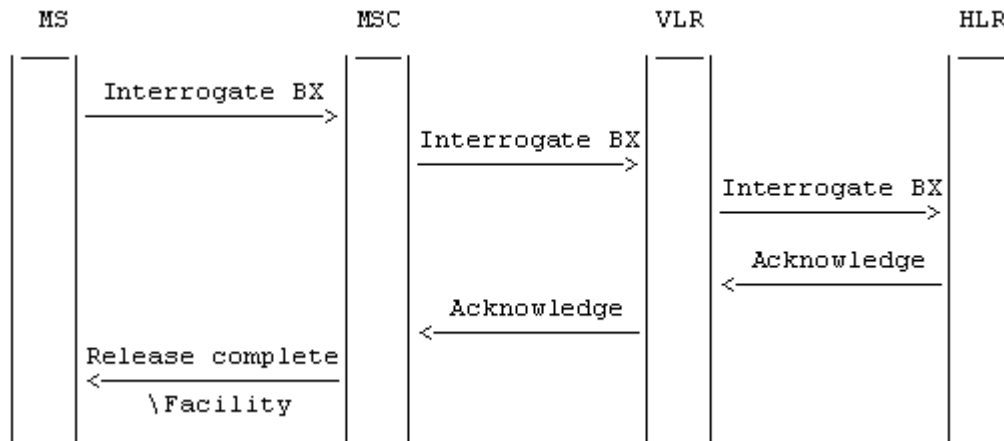 MS MSC VLR HLR
Interrogate BX
Interrogate BX
Interrogate BX
Acknowledge
Acknowledge
Release complete
\Facility